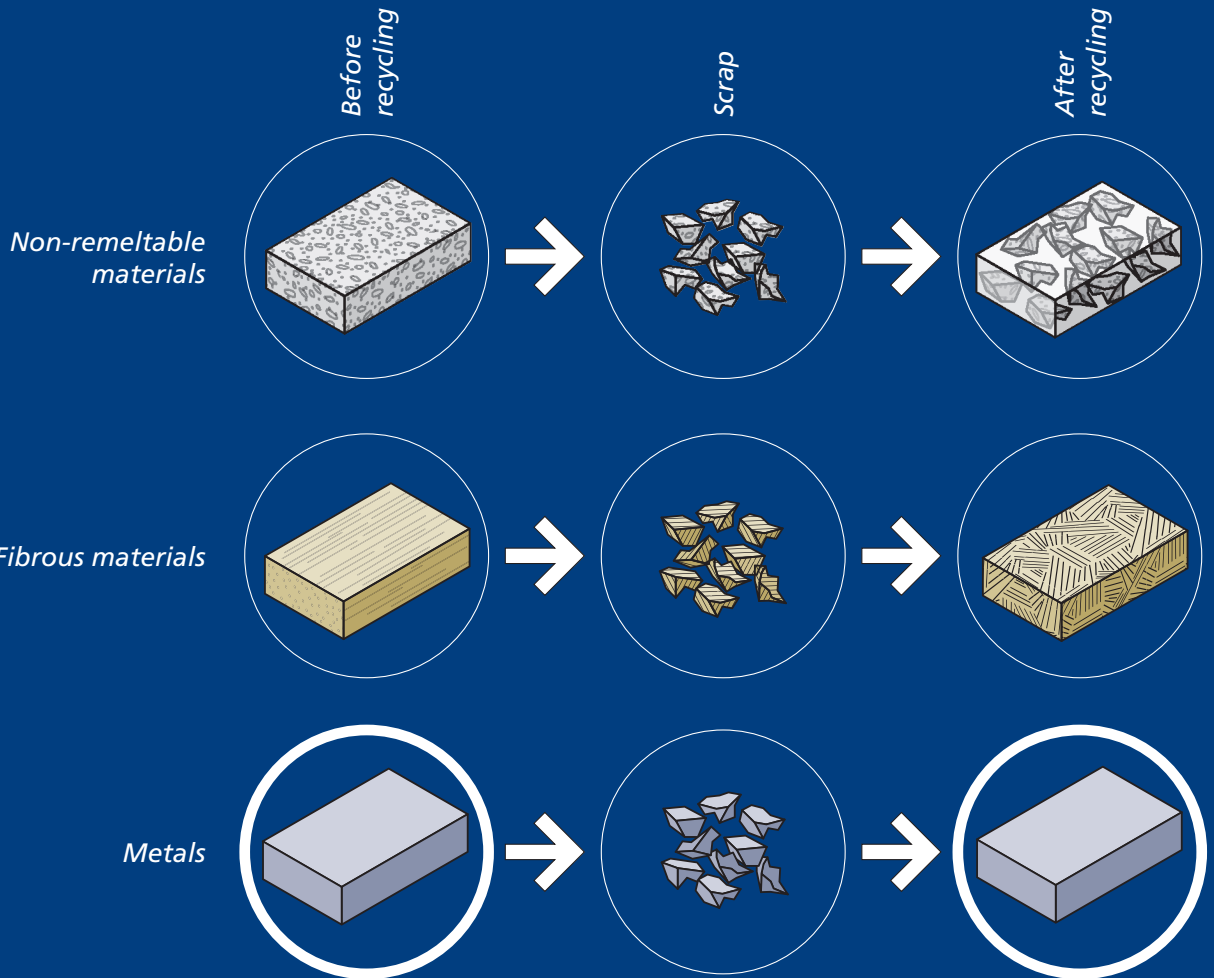 Before
recycling
Scrap
After
recycling
Non-remeltable
materials
Fibrous materials
Metals